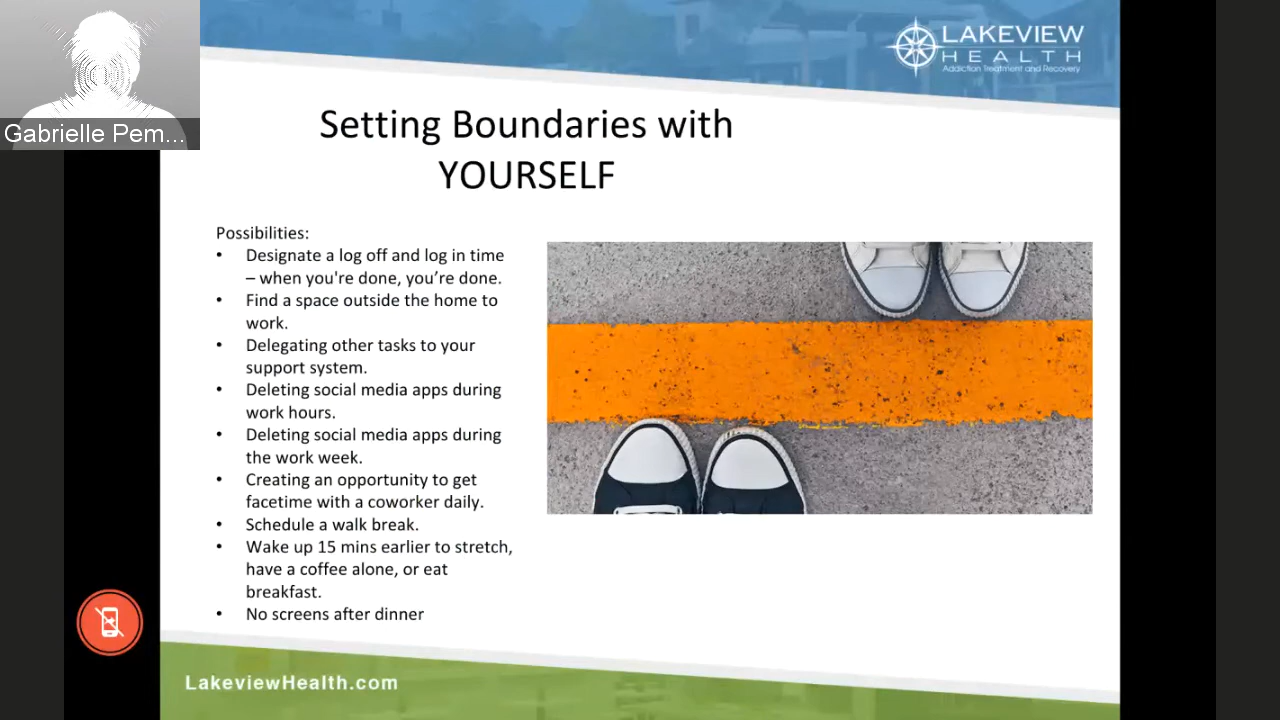 LAKEVIEW
HEALTH
Addiction Treatment and Recovery
Gabrielle Pem...
Setting Boundaries with
YOURSELF
Possibilities:
• Designate a log off and log in time
– when you're done, you’re done.
• Find a space outside the home to
work.
• Delegating other tasks to your
support system.
• Deleting social media apps during
work hours.
• Deleting social media apps during
the work week.
• Creating an opportunity to get
facetime with a coworker daily.
• Schedule a walk break.
• Wake up 15 mins earlier to stretch,
have a coffee alone, or eat
breakfast.
• No screens after dinner
LakeviewHealth.com